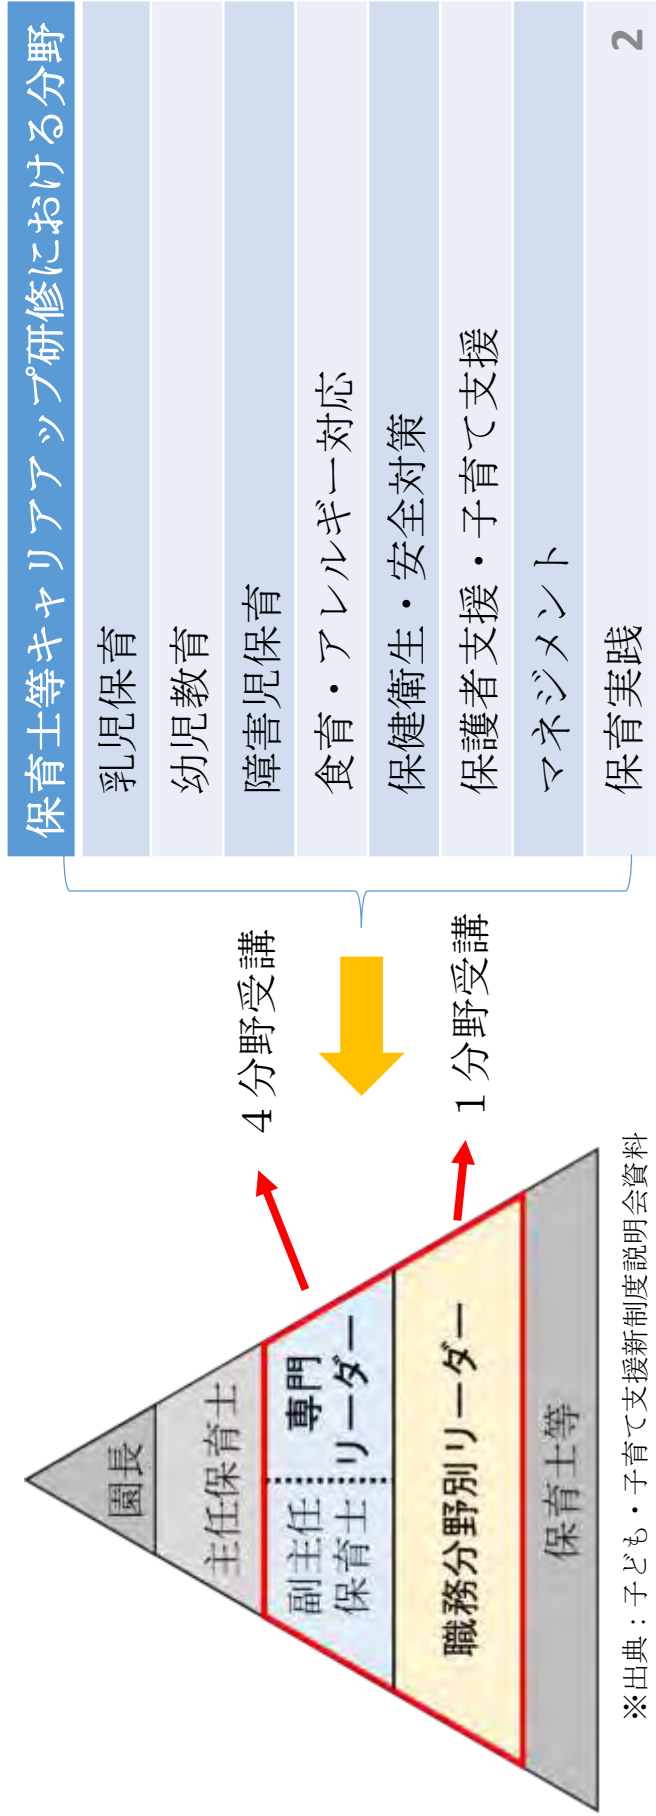 園長
主任保育士
副主任
保育士
専門
リーダー
職務分野別リーダー
保育士等
※出典：子ども・子育て支援新制度説明会資料
4 分野受講
1 分野受講
保育士等キャリアアップ研修における分野
乳児保育
幼児教育
障害児保育
食育・アレルギー対応
保健衛生・安全対策
保護者支援・子育て支援
マネジメント
保育実践
2